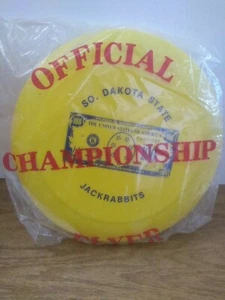 OFFICIAL
SO. DAKOTA STATE
CHAMPIONSHIP
JACKRABBITS
FLYER